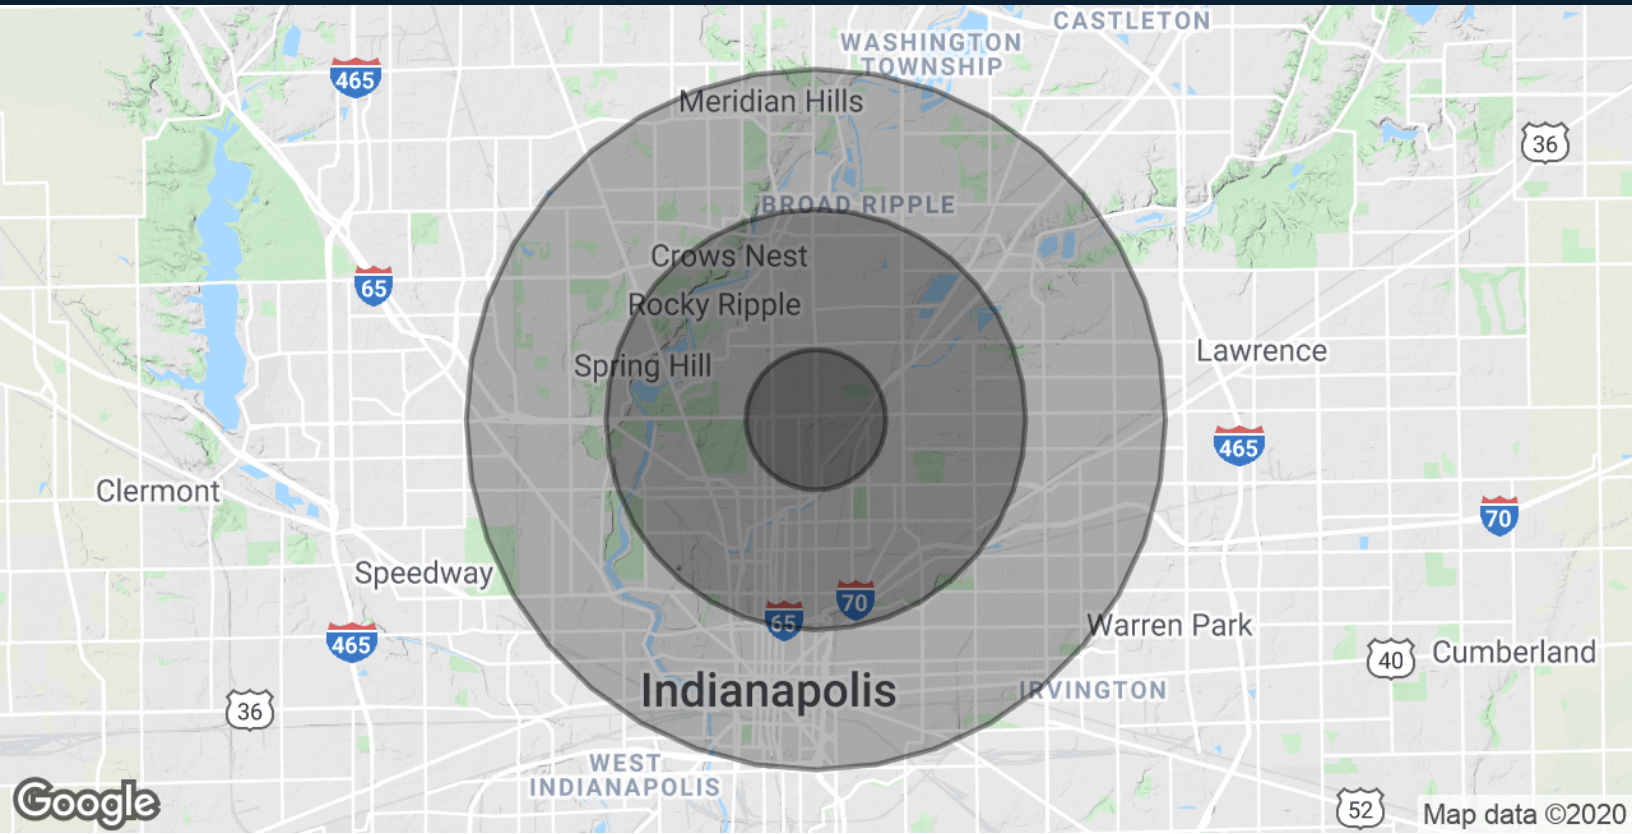 CASTLETON
WASHINGTON
TOWNSHIP
465
Meridian Hills
36
BROAD RIPPLE
Crows Nest
65
Rocky Ripple
Lawrence
Spring Hill
465
Clermont
70
Speedway
70
65
Warren Park
465
Cumberland
40
Indianapolis
IRVINGTON
36
WEST
INDIANAPOLIS
Google
52
Map data ©2020